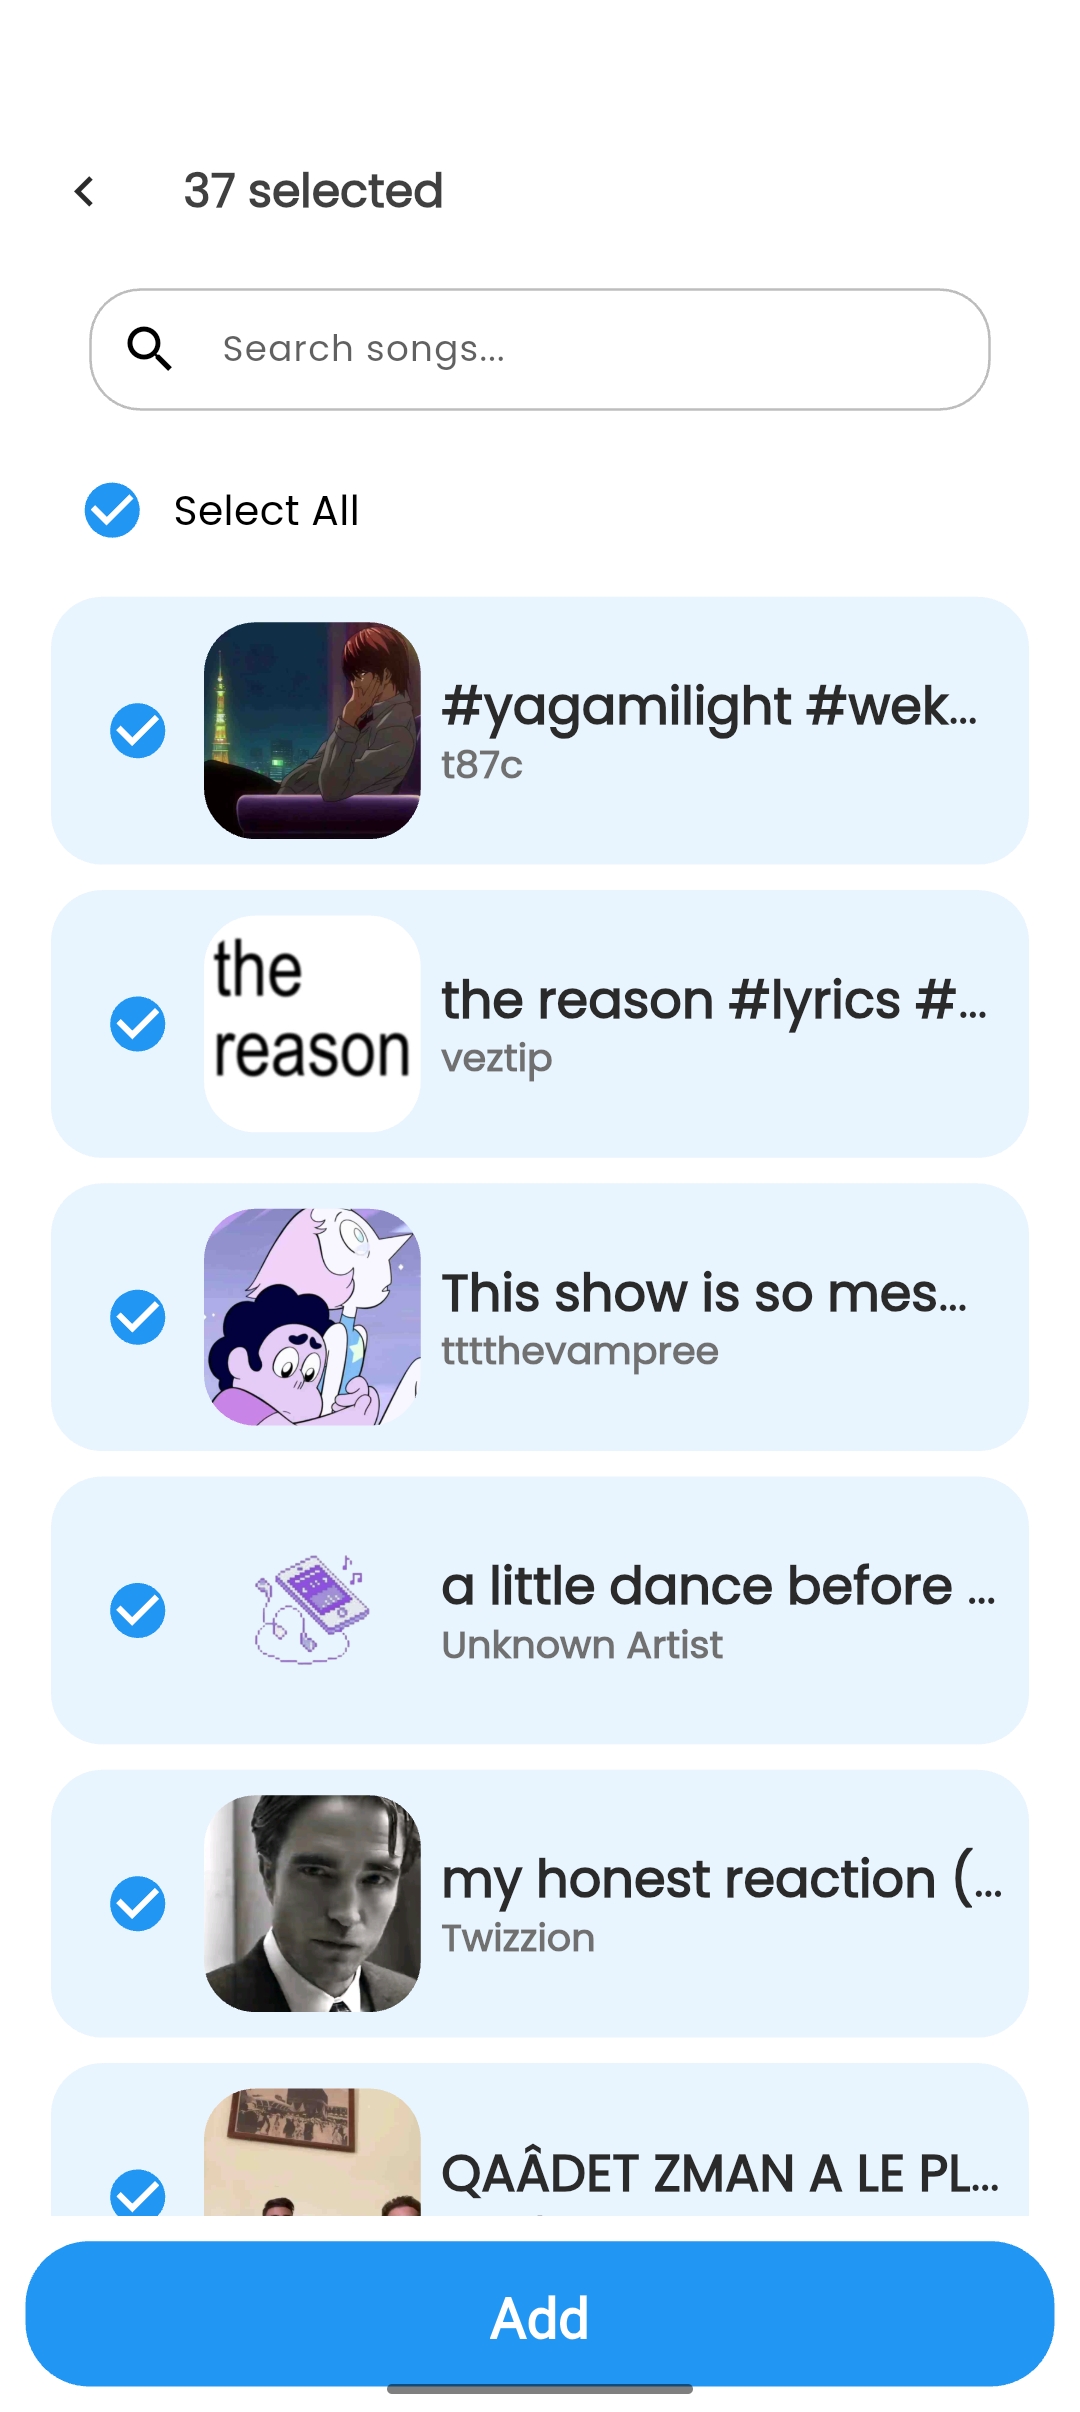 37 selected
Search songs...
Select All
#yagamilight #wek...
t87c
the
reason
the reason #lyrics #...
veztip
This show is so mes...
tttthevampree
a little dance before ...
Unknown Artist
my honest reaction (...
Twizzion
QAÂDET ZMAN A LE PL...
Add